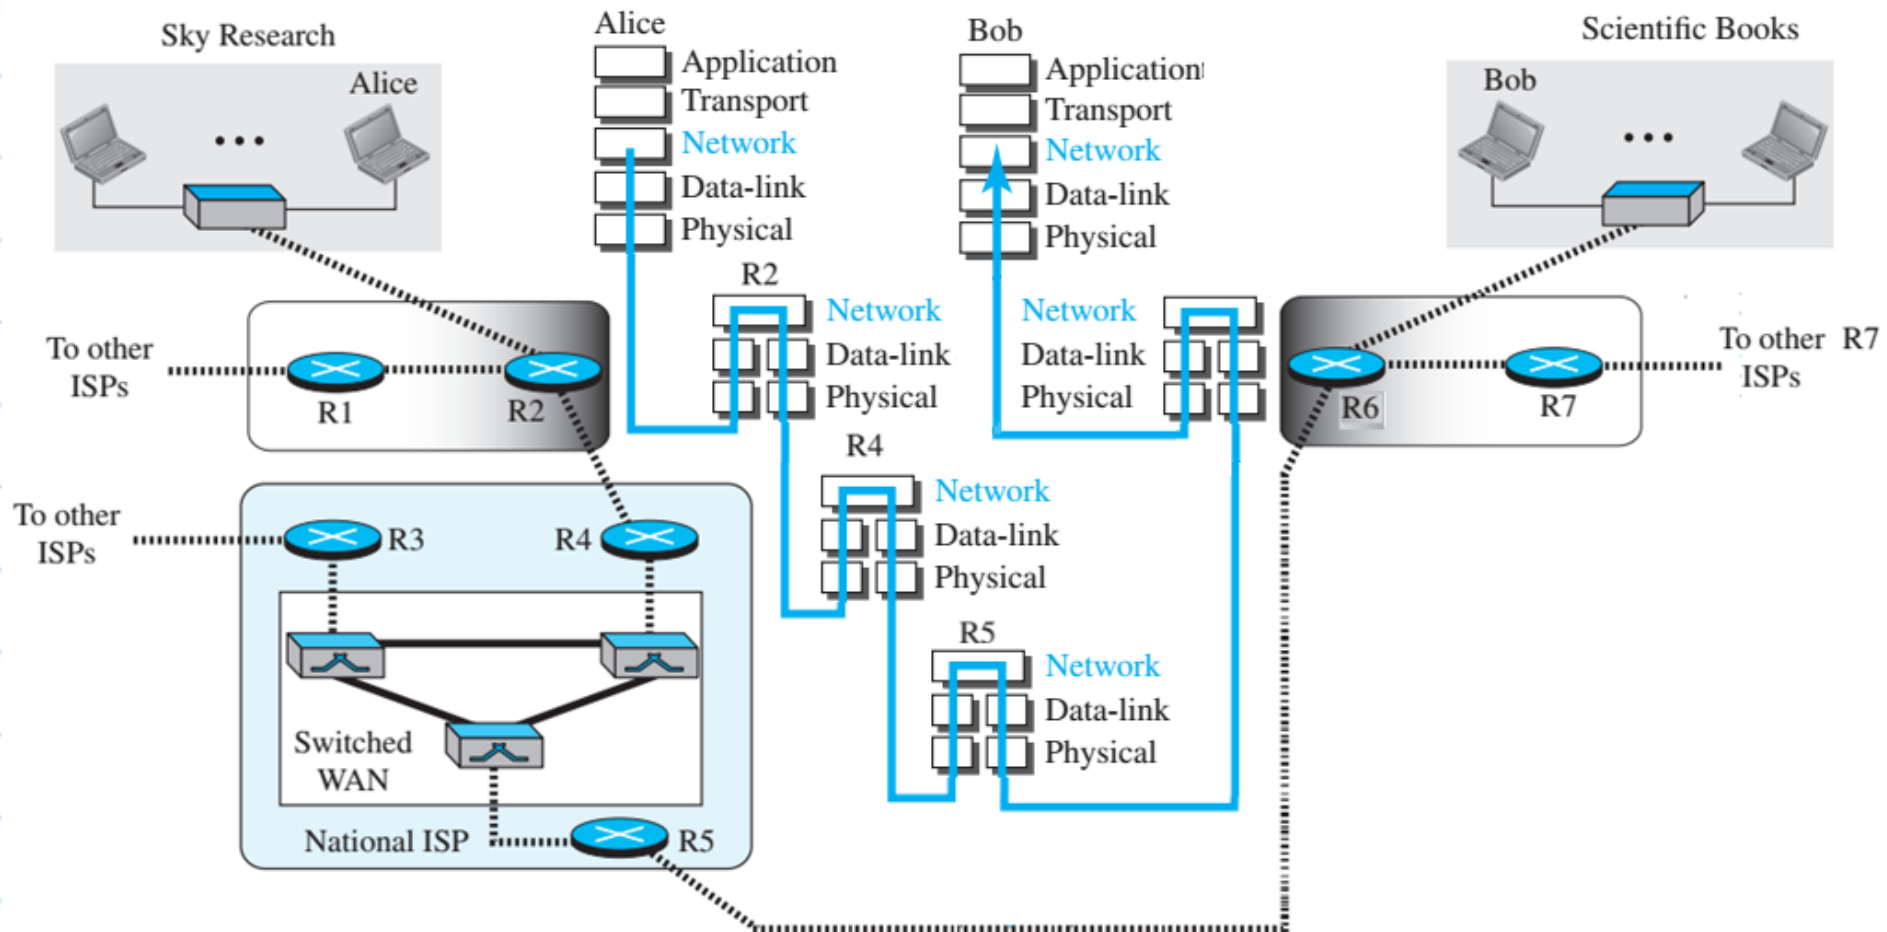 Sky Research
Alice
Alice
Application
Transport
Network
Data-link
Physical
Bob
Application
Transport
Network
Data-link
Physical
Scientific Books
Bob
To other
ISPs
R1
R2
R2
Network
Data-link
Physical
Network
Data-link
Physical
R6
R7
To other R7
ISPs
To other
ISPs
R3
R4
R4
Network
Data-link
Physical
R5
Network
Data-link
Physical
Switched
WAN
National ISP
R5